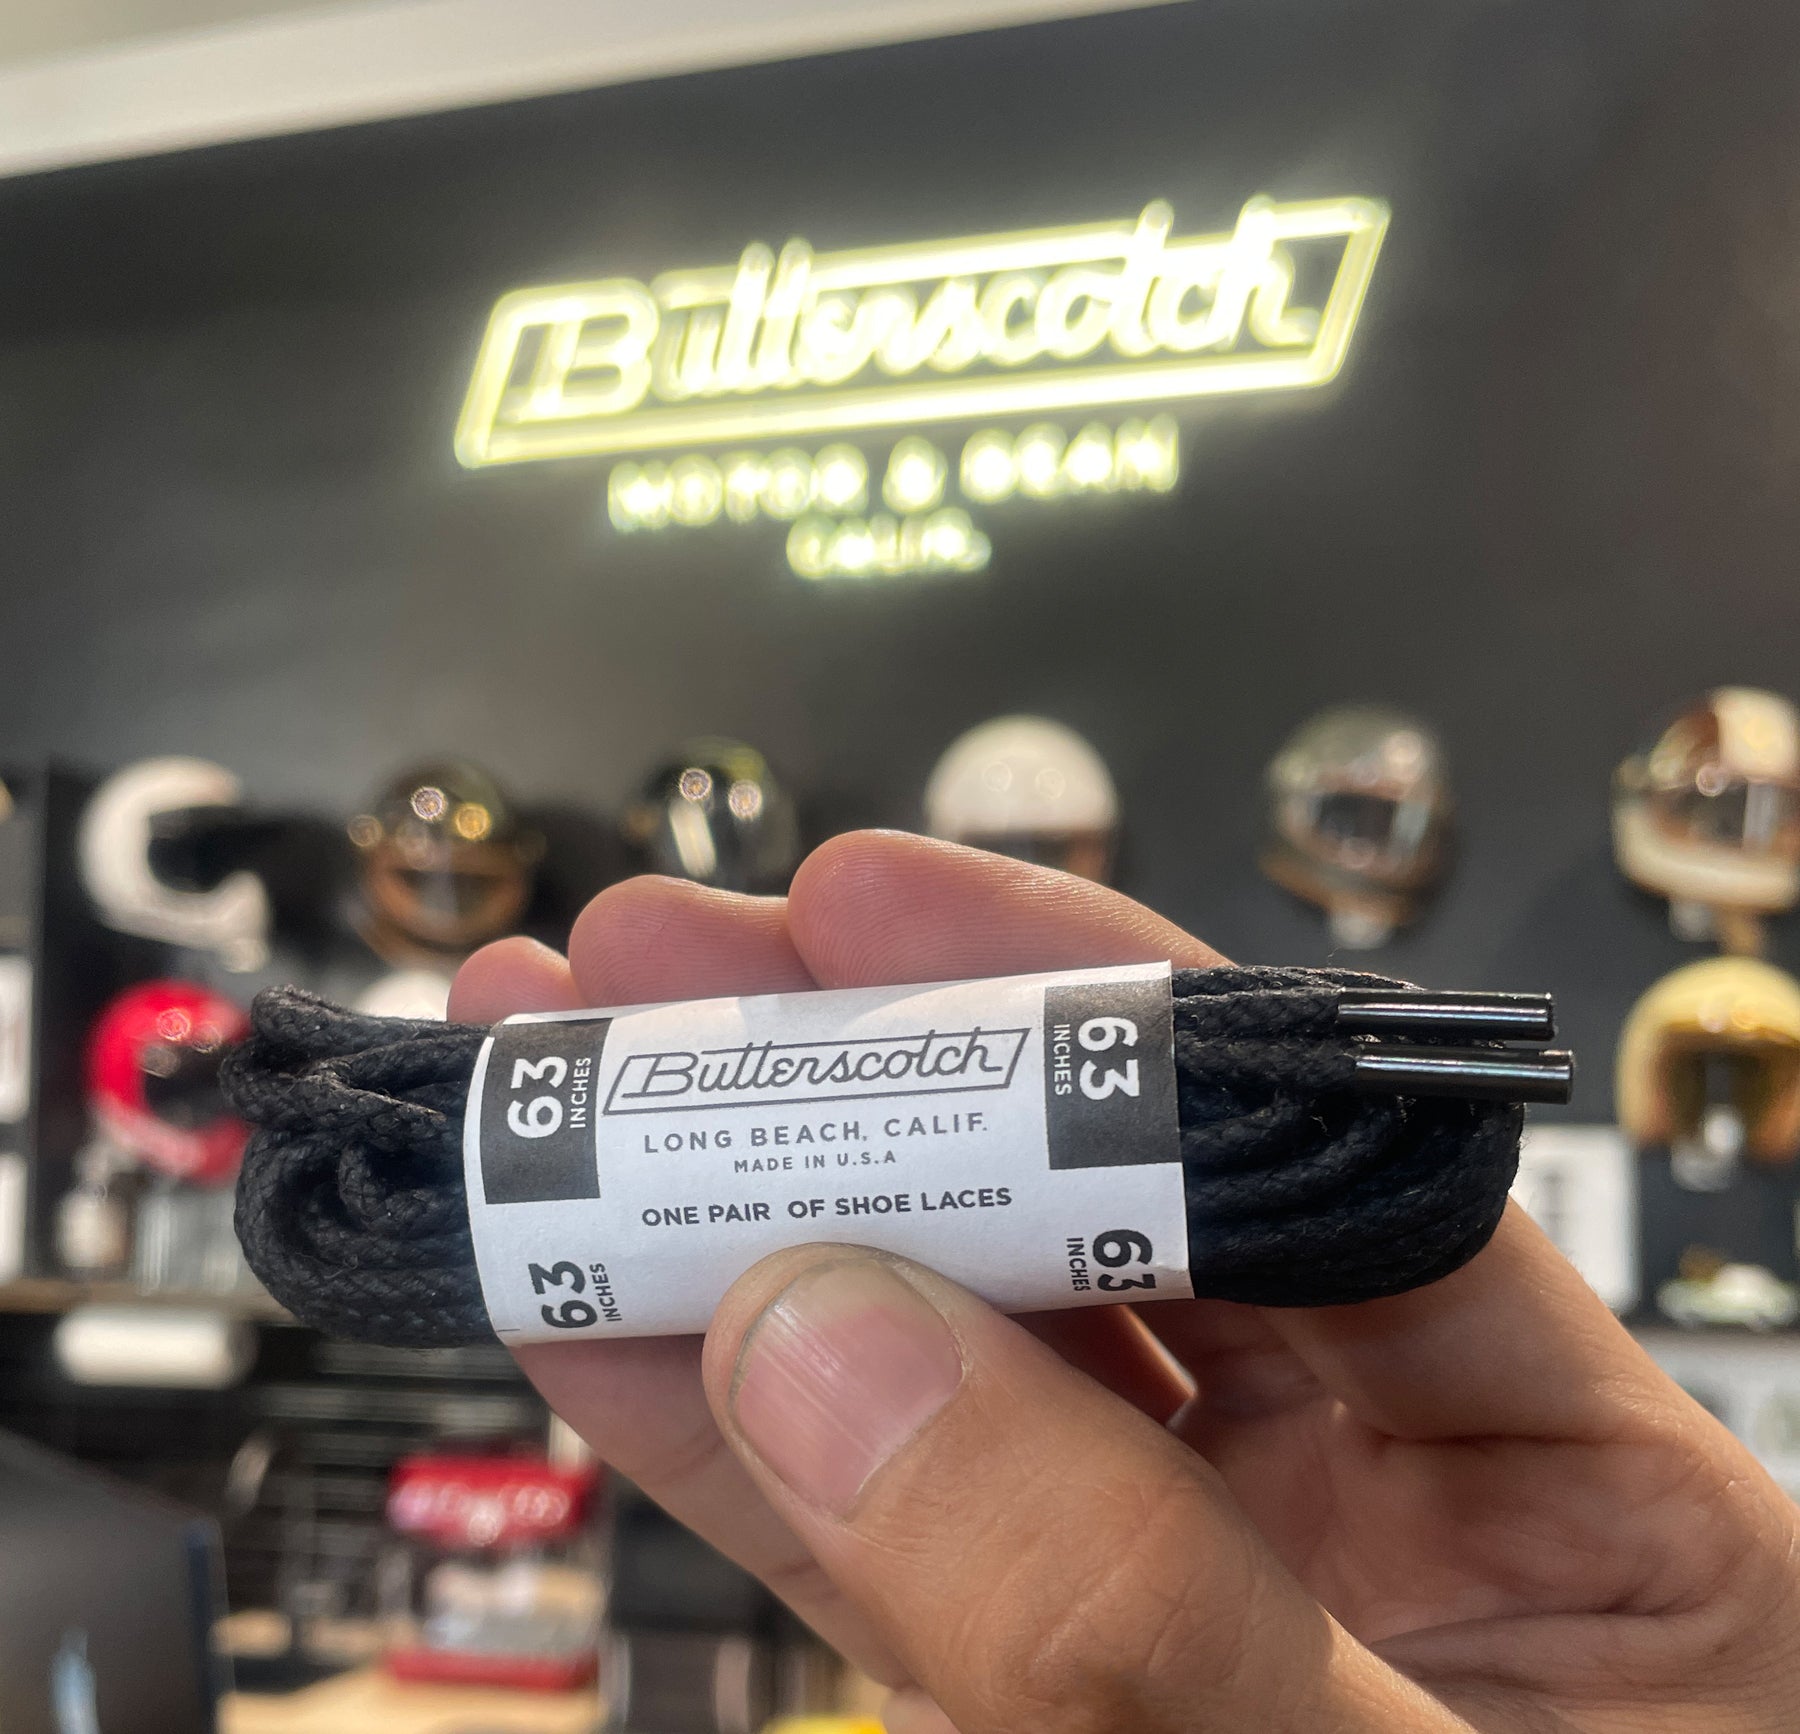 Butterscotch
MOTOR & BEAN
CALIF.
63
INCHES
Butterscotch
LONG BEACH, CALIF.
MADE IN U.S.A
ONE PAIR OF SHOE LACES
63
INCHES
63
INCHES
63
INCHES